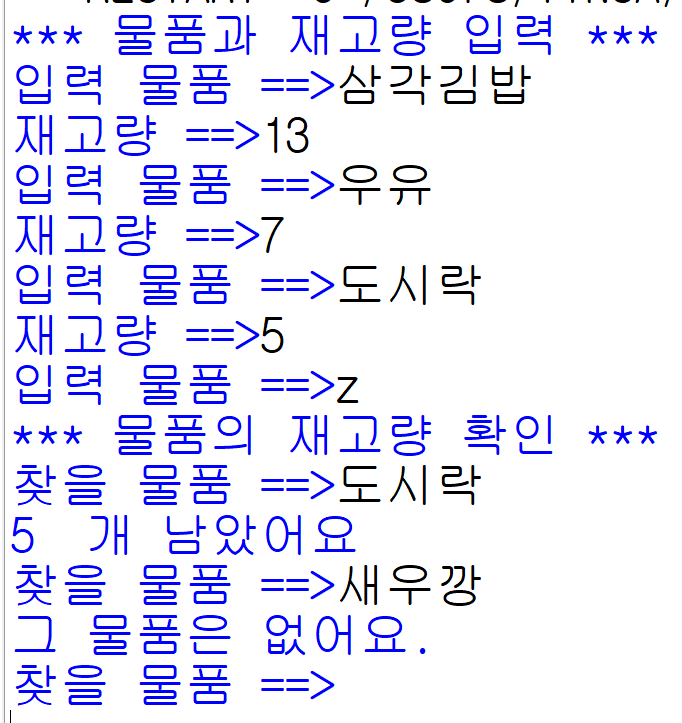 *** 물품과 재고량 입력 ***
입력 물품 ==>삼각김밥
재고량 ==>13
입력 물품 ==>우유
재고량 ==>7
입력 물품 ==>도시락
재고량 ==>5
입력 물품 ==>z
*** 물품의 재고량 확인 ***
찾을 물품 ==>도시락
5  개 남았어요
찾을 물품 ==>새우깡
그 물품은 없어요.
찾을 물품 ==>